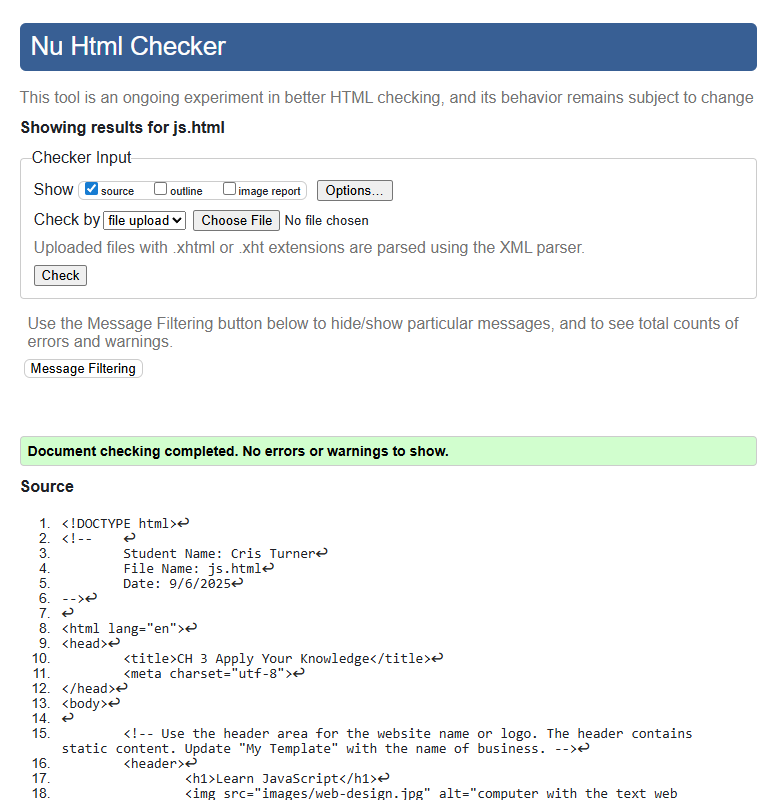 Nu Html Checker
This tool is an ongoing experiment in better HTML checking, and its behavior remains subject to change
Showing results for js.html
Checker Input
Show source outline image report Options...
Check by file upload Choose File No file chosen
Uploaded files with .xhtml or .xht extensions are parsed using the XML parser.
Check
Use the Message Filtering button below to hide/show particular messages, and to see total counts of
errors and warnings.
Message Filtering
Document checking completed. No errors or warnings to show.
Source
1. <!DOCTYPE html>↩
2. <!-- ↩
3. Student Name: Cris Turner↩
4. File Name: js.html↩
5. Date: 9/6/2025↩
6. -->↩
7. ↩
8. <html lang="en">↩
9. <head>↩
10. <title>CH 3 Apply Your Knowledge</title>↩
11. <meta charset="utf-8">↩
12. </head>↩
13. <body>↩
14. ↩
15. <!-- Use the header area for the website name or logo. The header contains
static content. Update "My Template" with the name of business. -->↩
16. <header>↩
17. <h1>Learn JavaScript</h1>↩
18. <img src="images/web-design.jpg" alt="computer with the text web